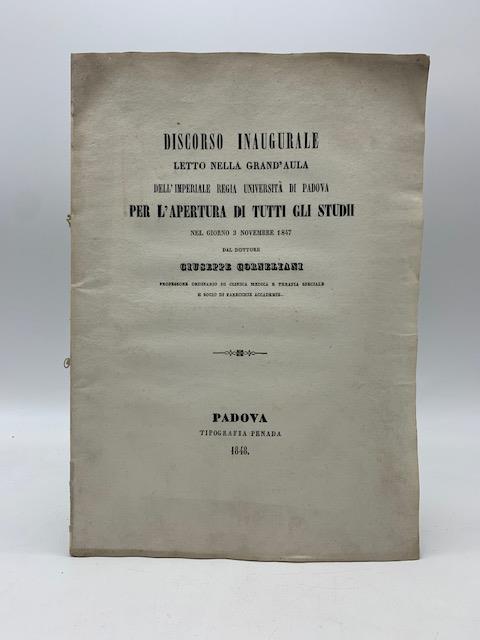 DISCORSO INAUGURALE
LETTO NELLA GRAND'AULA
DELL'IMPERIALE REGIA UNIVERSITÀ DI PADOVA
PER L'APERTURA DI TUTTI GLI STUDII
NEL GIORNO 3 NOVEMBRE 1847
DAL DOTTORE
GIUSEPPE CORNELIANI
PROFESSORE ORDINARIO DI CLINICA MEDICA E TERAPIA SPECIALE
E SOCIO DI PARECCHIE ACCADEMIE.
PADOVA
TIPOGRAFIA PENADA
1848.